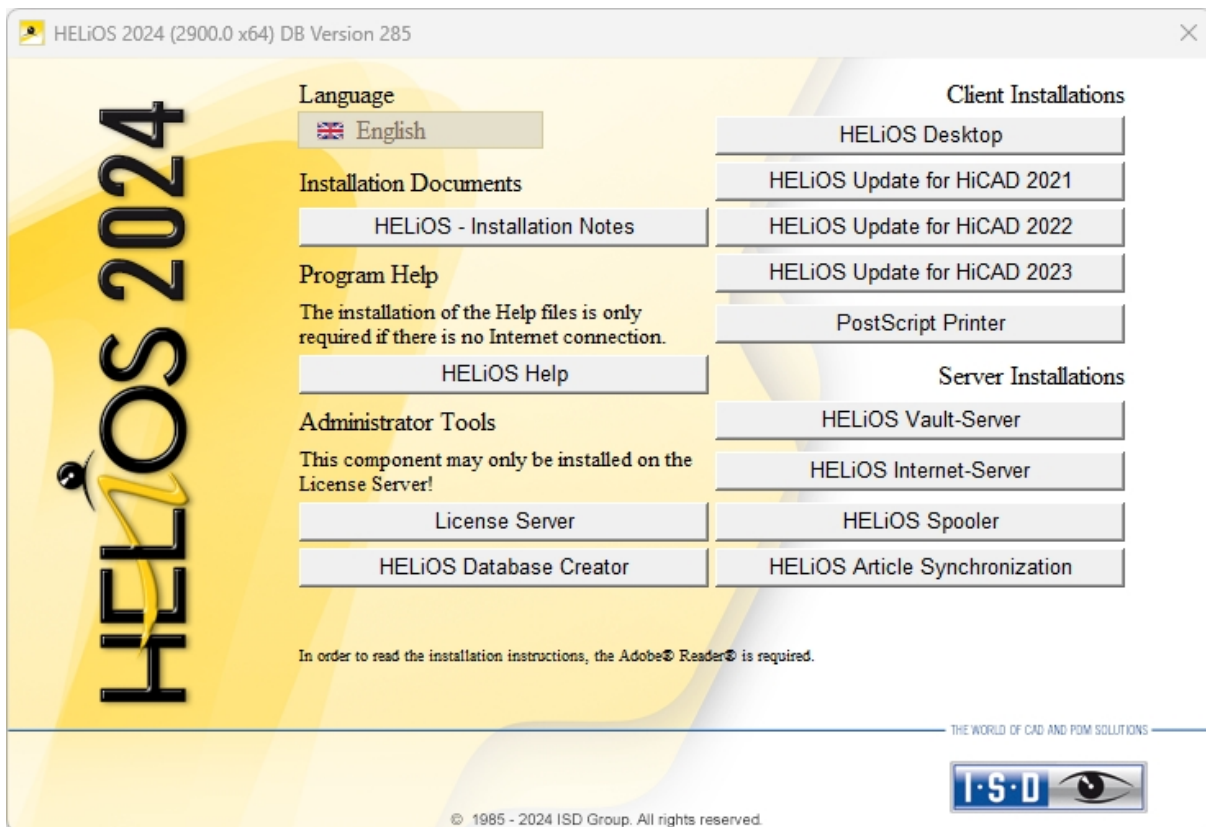 HELiOS 2024 (2900.0 x64) DB Version 285
HELiOS 2024
Language
English
Installation Documents
HELiOS - Installation Notes
Program Help
The installation of the Help files is only
required if there is no Internet connection.
HELiOS Help
Administrator Tools
This component may only be installed on the
License Server!
License Server
HELiOS Database Creator
Client Installations
HELiOS Desktop
HELiOS Update for HiCAD 2021
HELiOS Update for HiCAD 2022
HELiOS Update for HiCAD 2023
PostScript Printer
Server Installations
HELiOS Vault-Server
HELiOS Internet-Server
HELiOS Spooler
HELiOS Article Synchronization
In order to read the installation instructions, the Adobe® Reader® is required.
THE WORLD OF CAD AND PDM SOLUTIONS
I·S·D
© 1985 - 2024 ISD Group. All rights reserved.